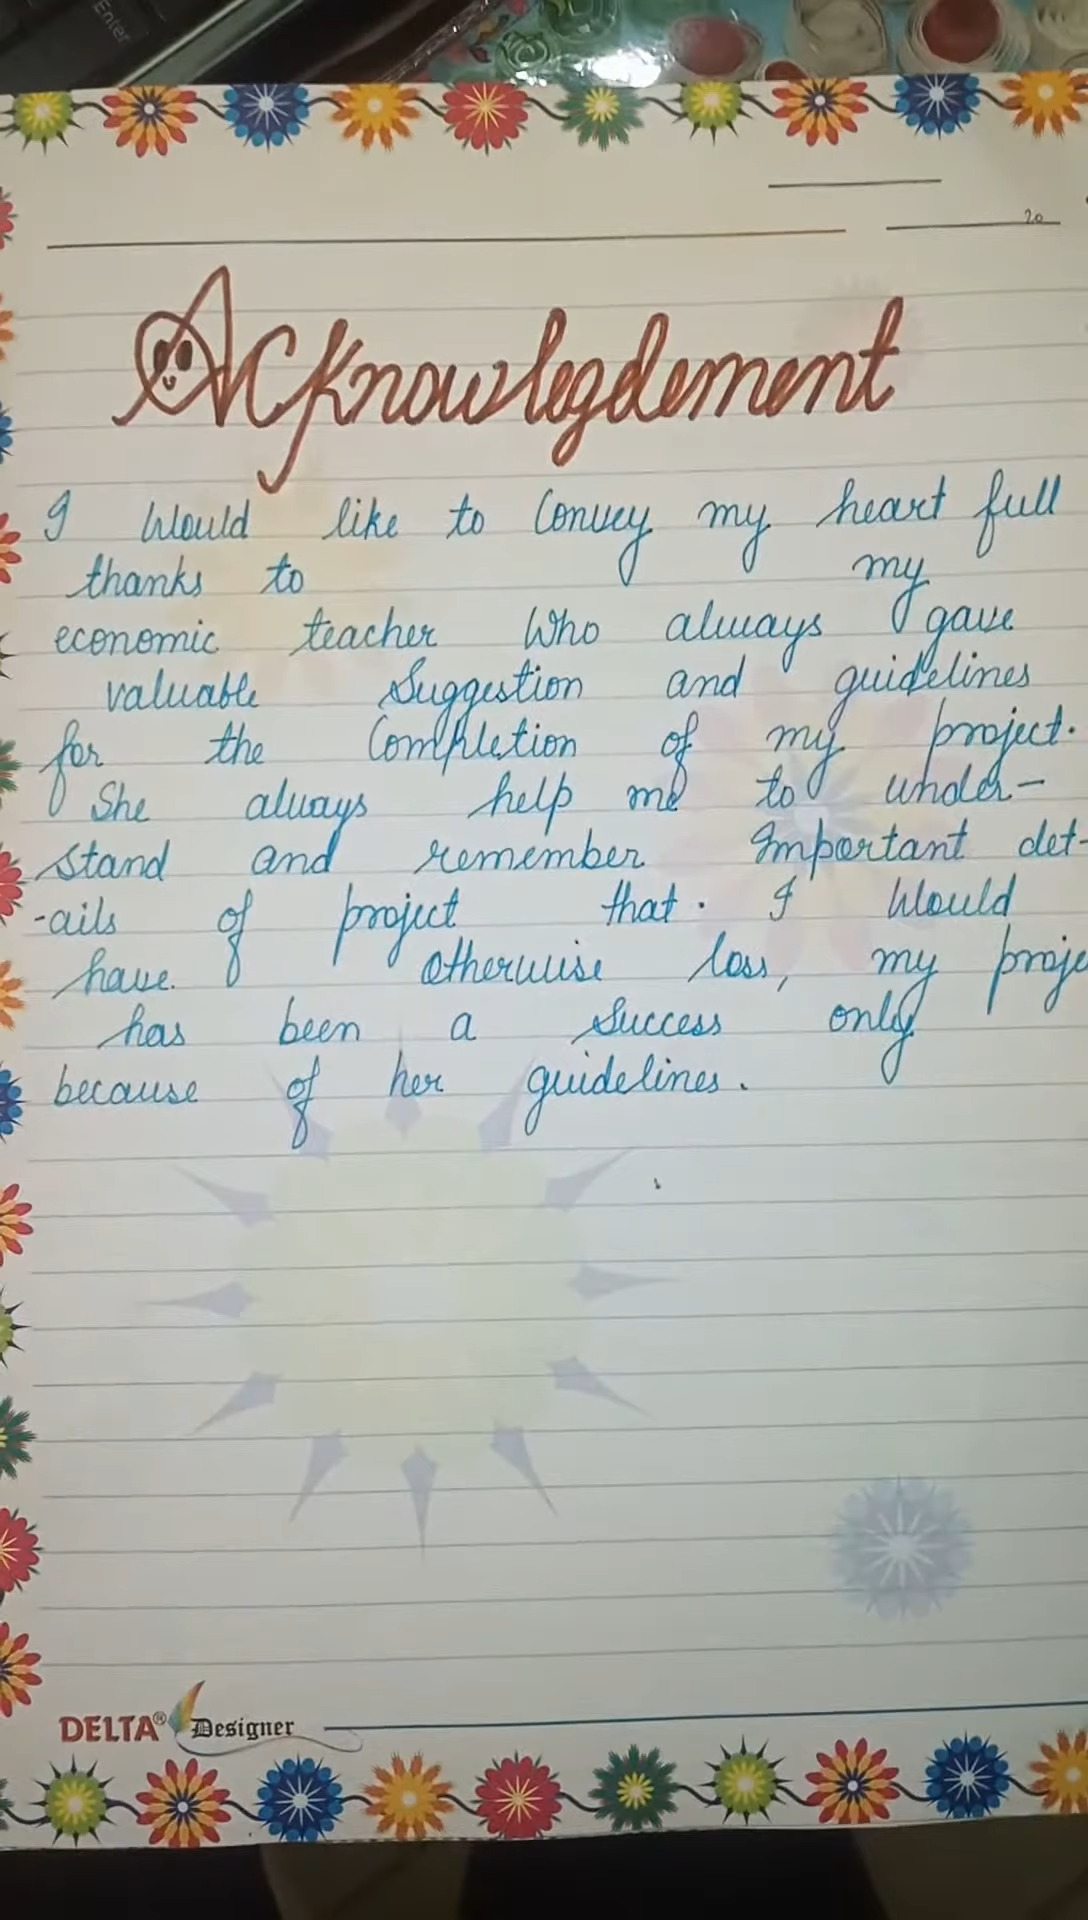 Enter
20
Acknowlegdement
I would like to Convey my heart full
thanks to my
economic teacher who always gave
valuable Suggestion and guidelines
for the Completion of my project.
She always help me to under-
stand and remember Important det-
-ails of project that. I would
have. otherwise loss, my proje
has been a success only
because of her guidelines.
DELTA® Designer